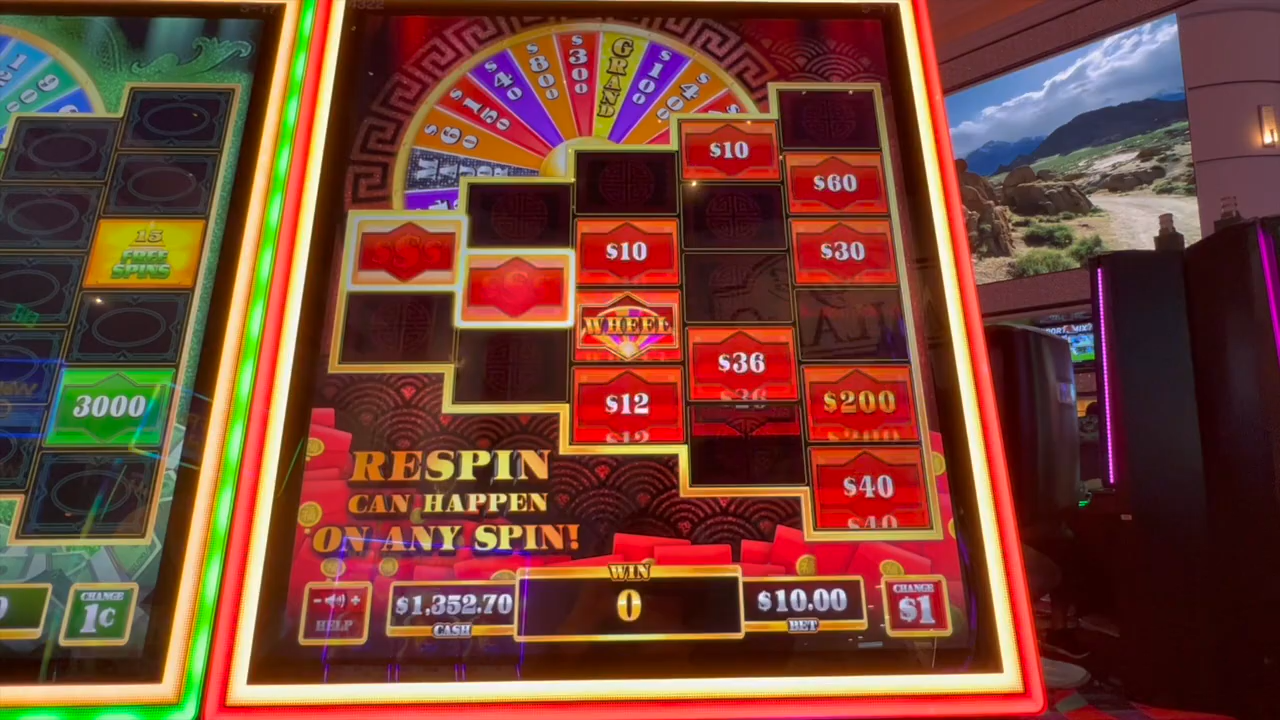 $60
$150
$40
$800
$300
GRAND
$100
$40
$10
$60
$$$
$
$10
$30
WHEEL
$36
$12
$200
$40
15
FREE
SPINS
3000
RESPIN
CAN HAPPEN
ON ANY SPIN!
CHANGE
1¢
- +
HELP
$1,352.70
CASH
WIN
0
$10.00
BET
CHANGE
$1